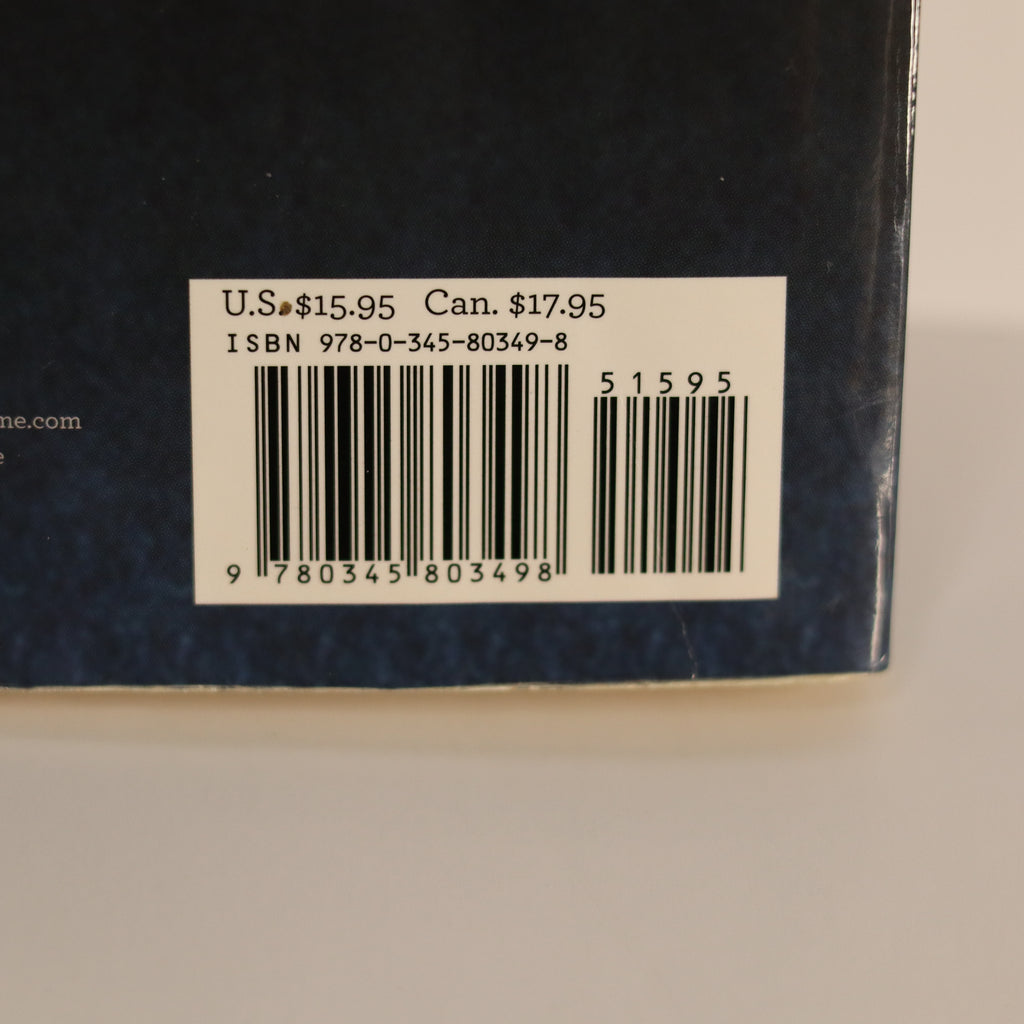 U.S. $15.95 Can. $17.95
ISBN 978-0-345-80349-8
51595
9 780345 803498
me.com
e